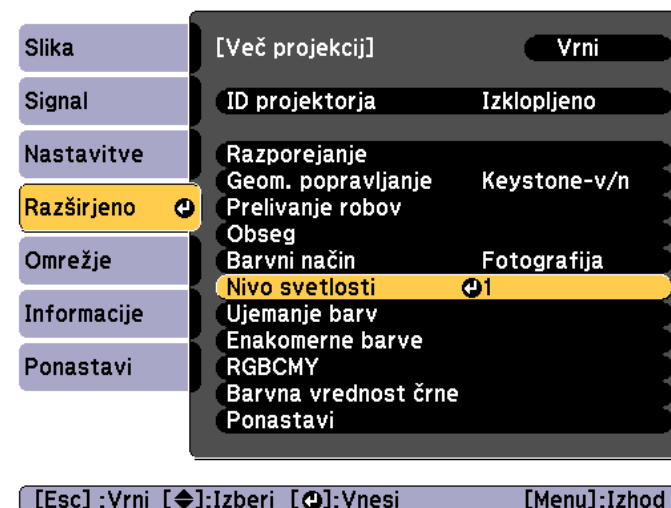 Slika
Signal
Nastavitve
Razširjeno
Omrežje
Informacije
Ponastavi
[Več projekcij] Vrni
ID projektorja Izklopljeno
Razporejanje
Geom. popravljanje Keystone-v/n
Prelivanje robov
Obseg
Barvni način Fotografija
Nivo svetlosti 1
Ujemanje barv
Enakomerne barve
RGBCMY
Barvna vrednost črne
Ponastavi
[Esc] :Vrni [◆]:Izberi [↵]:Vnesi [Menu]:Izhod